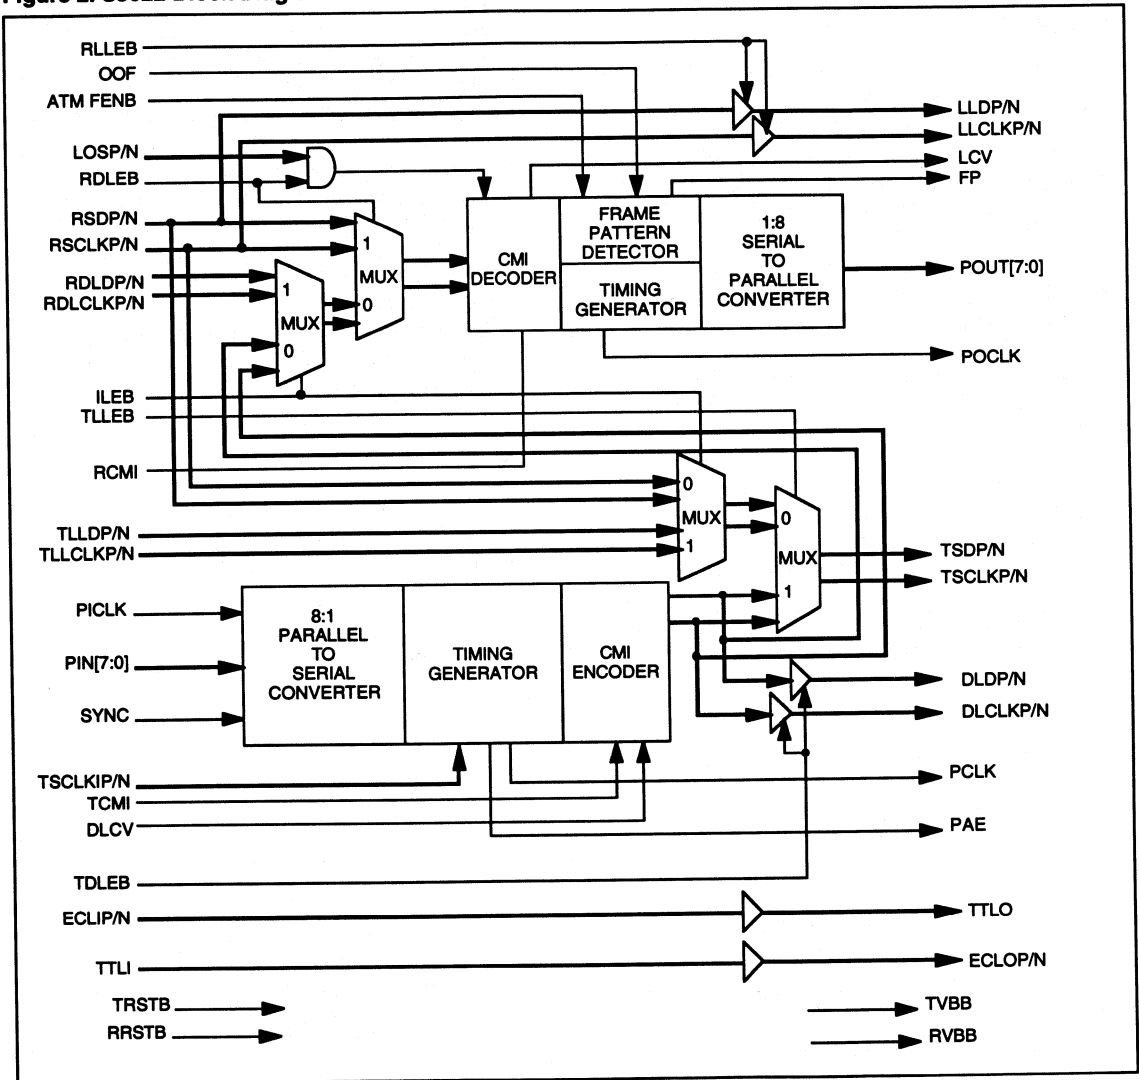 RLLEB
OOF
ATM FENB
LOSP/N
RDLEB
RSDP/N
RSCLKP/N
RDLDP/N
RDLCLKP/N
ILEB
TLLEB
RCMI
TLLDP/N
TLLCLKP/N
PICLK
PIN[7:0]
SYNC
TSCLKIP/N
TCMI
DLCV
TDLEB
ECLIP/N
TTLI
TRSTB
RRSTB
1
MUX
0
1
MUX
0
CMI
DECODER
FRAME
PATTERN
DETECTOR
TIMING
GENERATOR
1:8
SERIAL
TO
PARALLEL
CONVERTER
0
MUX
1
0
MUX
1
8:1
PARALLEL
TO
SERIAL
CONVERTER
TIMING
GENERATOR
CMI
ENCODER
LLDP/N
LLCLKP/N
LCV
FP
POUT[7:0]
POCLK
TSDP/N
TSCLKP/N
DLDP/N
DLCLKP/N
PCLK
PAE
TTLO
ECLOP/N
TVBB
RVBB